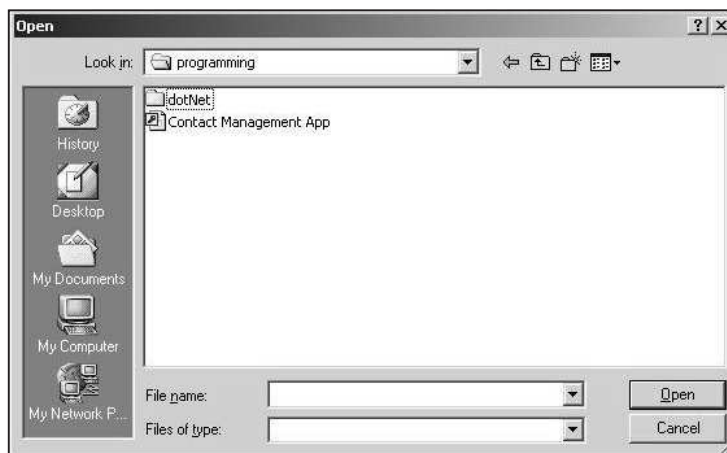 Open
Look in: programming
History
Desktop
My Documents
My Computer
My Network P...
dotNet
Contact Management App
File name:
Open
Files of type:
Cancel